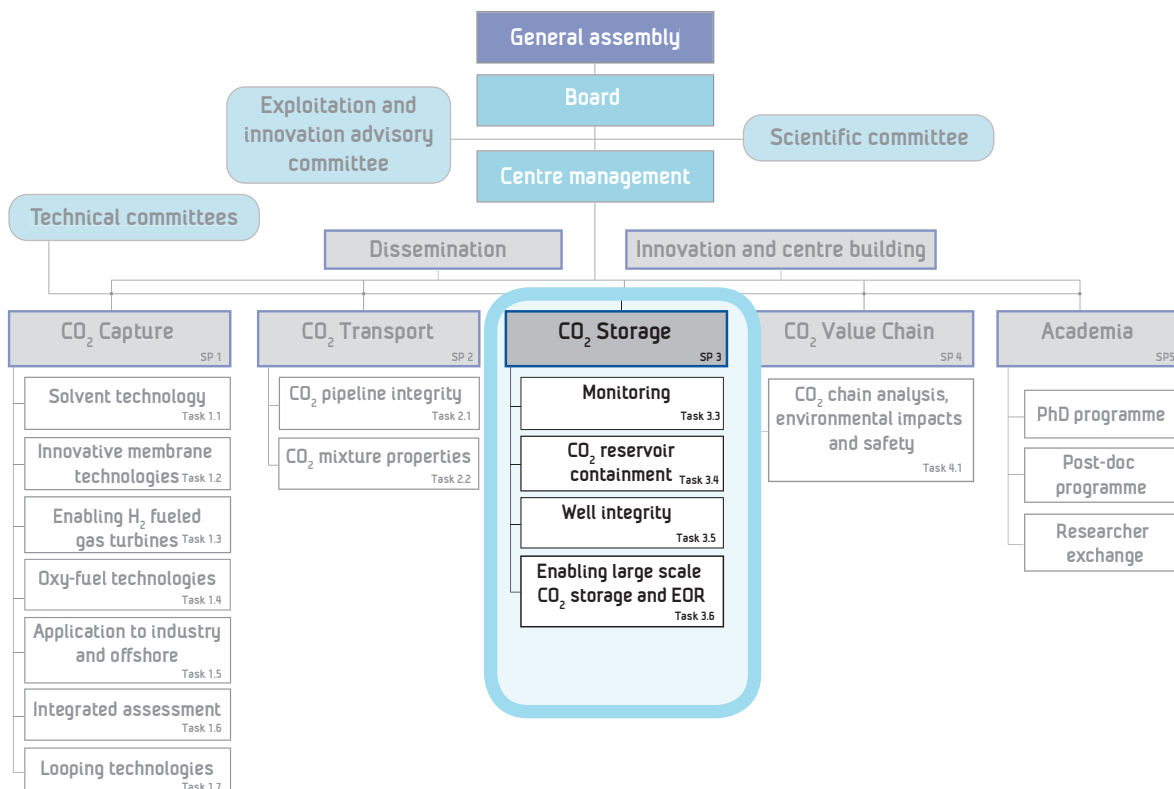 General assembly
Board
Exploitation and
innovation advisory
committee
Scientific committee
Centre management
Technical committees
Dissemination
Innovation and centre building
CO₂ Capture
SP 1
CO₂ Transport
SP 2
CO₂ Storage
SP 3
CO₂ Value Chain
SP 4
Academia
SP5
Solvent technology
Task 1.1
Innovative membrane
technologies Task 1.2
Enabling H₂ fueled
gas turbines Task 1.3
Oxy-fuel technologies
Task 1.4
Application to industry
and offshore
Task 1.5
Integrated assessment
Task 1.6
Looping technologies
Task 1.7
CO₂ pipeline integrity
Task 2.1
CO₂ mixture properties
Task 2.2
Monitoring
Task 3.3
CO₂ reservoir
containment Task 3.4
Well integrity
Task 3.5
Enabling large scale
CO₂ storage and EOR
Task 3.6
CO₂ chain analysis,
environmental impacts
and safety
Task 4.1
PhD programme
Post-doc
programme
Researcher
exchange